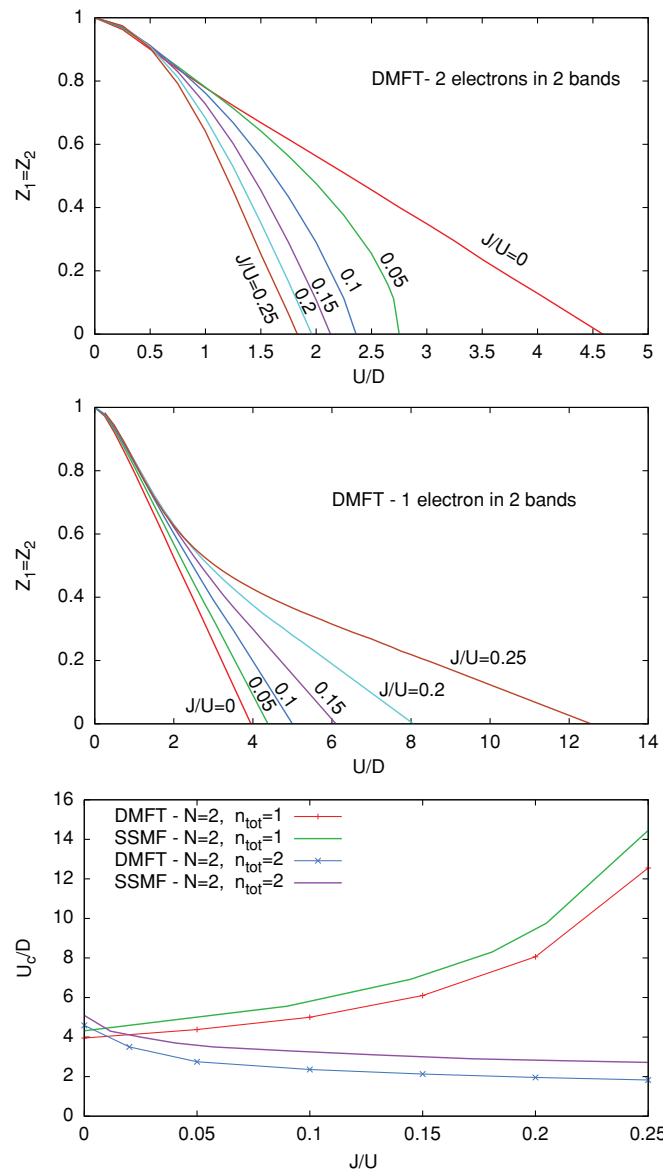 1
0.8
0.6
0.4
0.2
0
Z1=Z2
DMFT- 2 electrons in 2 bands
J/U=0
0.05
0.1
0.15
0.2
J/U=0.25
0 0.5 1 1.5 2 2.5 3 3.5 4 4.5 5
U/D
1
0.8
0.6
0.4
0.2
0
Z1=Z2
DMFT - 1 electron in 2 bands
J/U=0
0.05
0.1
0.15
J/U=0.2
J/U=0.25
0 2 4 6 8 10 12 14
U/D
16
14
12
10
8
6
4
2
0
Uc/D
DMFT - N=2, ntot=1
SSMF - N=2, ntot=1
DMFT - N=2, ntot=2
SSMF - N=2, ntot=2
0 0.05 0.1 0.15 0.2 0.25
J/U